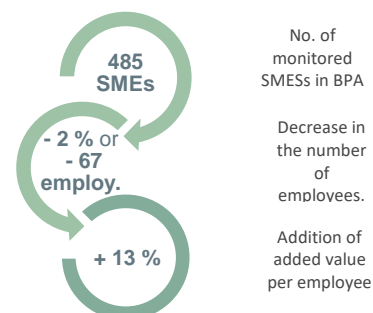 485
SMEs
No. of
monitored
SMESs in BPA
- 2 % or
- 67
employ.
Decrease in
the number
of
employees.
+ 13 %
Addition of
added value
per employee